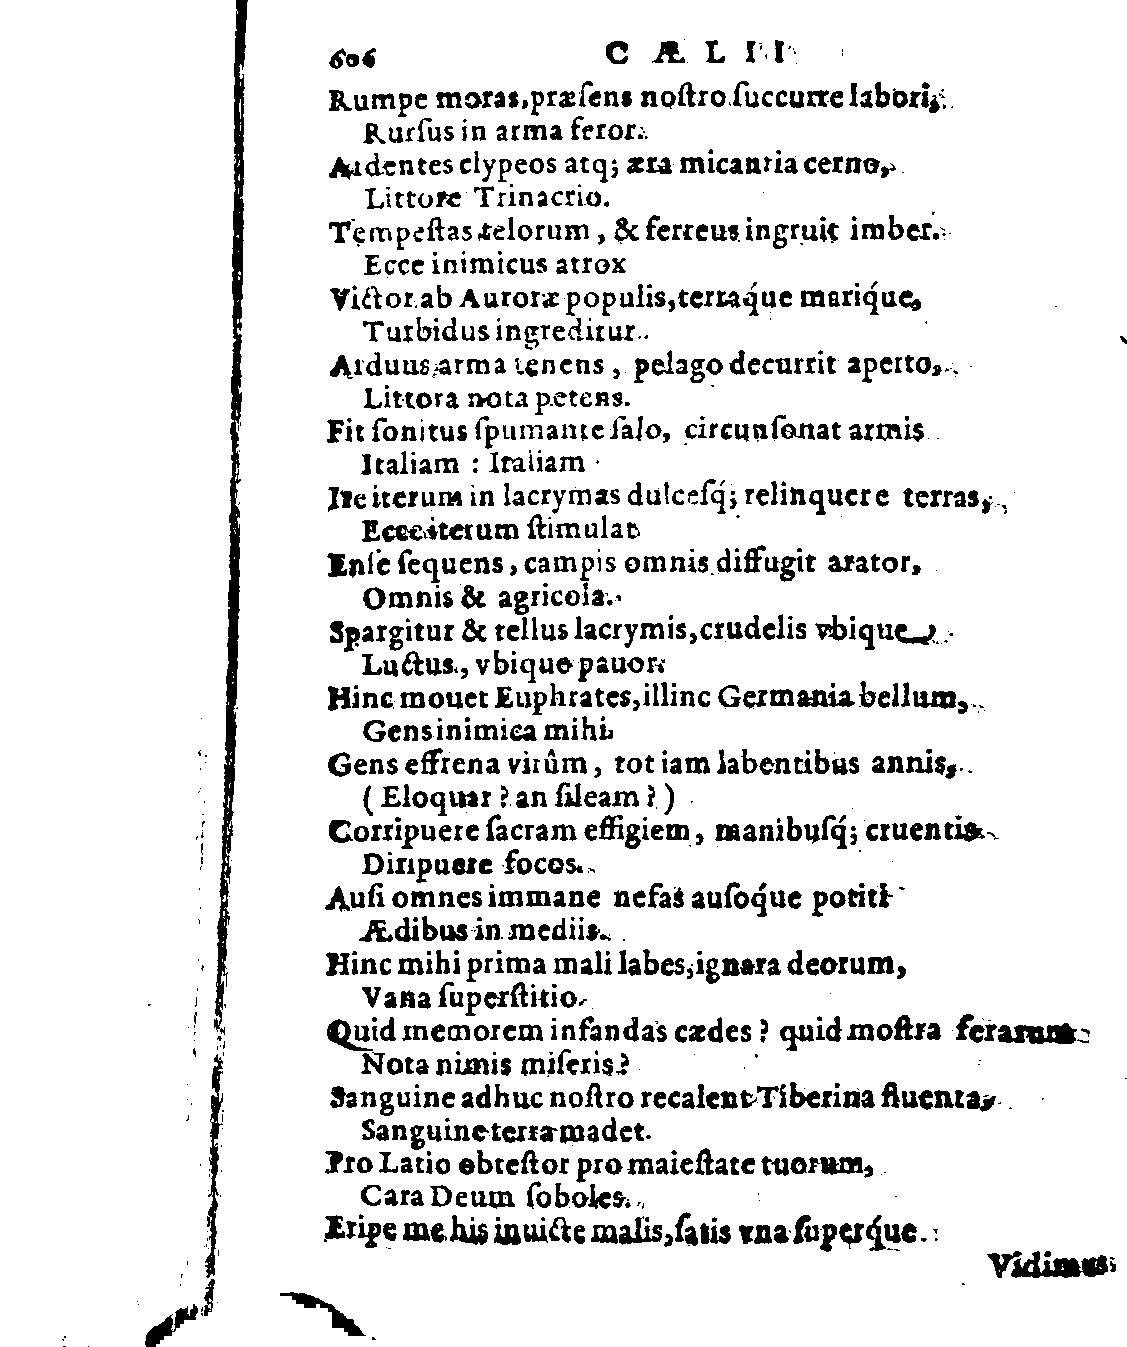 606 CÆLII
Rumpe moras, præſens noſtro ſuccurre labori,
Rurſus in arma feror.
Ardentes clypeos atq; æra micantia cerno,
Littore Trinacrio.
Tempeſtas telorum, & ferreus ingruit imber.
Ecce inimicus atrox
Victor ab Auroræ populis, terraq́ue mariq́ue,
Turbidus ingreditur.
Arduus arma tenens, pelago decurrit aperto,
Littora nota petens.
Fit ſonitus ſpumante ſalo, circunſonat armis
Italiam : Italiam
Ire iterum in lacrymas dulceſq́; relinquere terras,
Ecce iterum ſtimulat
Enſe ſequens, campis omnis diffugit arator,
Omnis & agricola.
Spargitur & tellus lacrymis, crudelis vbique
Luctus, vbique pauor.
Hinc mouet Euphrates, illinc Germania bellum,
Gens inimica mihi.
Gens effrena virûm, tot iam labentibus annis,
( Eloquar ? an ſileam ? )
Corripuere ſacram effigiem, manibuſq́; cruentis
Diripuere focos.
Auſi omnes immane nefas auſoq́ue potiti
Ædibus in mediis.
Hinc mihi prima mali labes, ignara deorum,
Vana ſuperſtitio.
Quid memorem infandas cædes ? quid moſtra ferarum
Nota nimis miſeris?
Sanguine adhuc noſtro recalent Tiberina fluenta,
Sanguine terra madet.
Pro Latio obteſtor pro maieſtate tuorum,
Cara Deum ſoboles.
Eripe me his inuicte malis, ſatis vna ſuperq́ue.
Vidimus